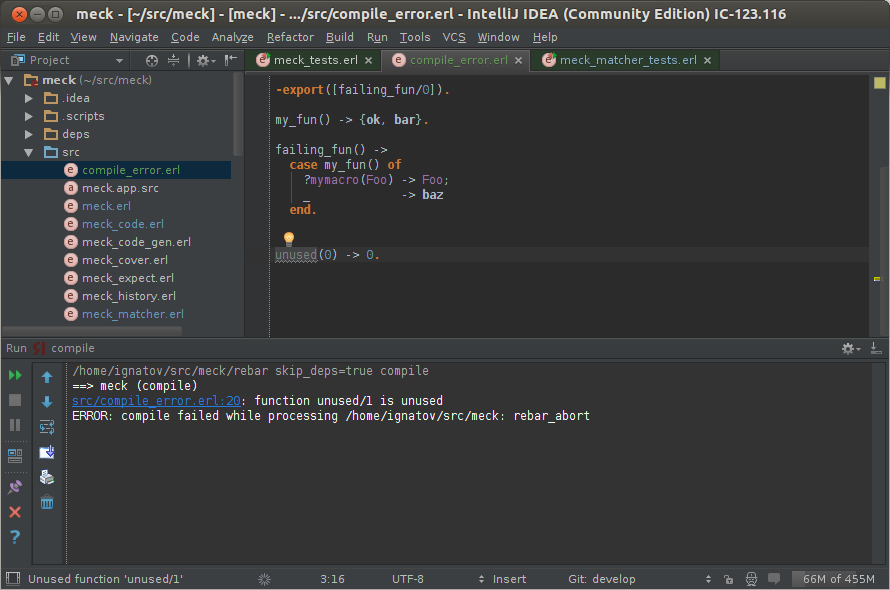 meck - [~/src/meck] - [meck] - .../src/compile_error.erl - IntelliJ IDEA (Community Edition) IC-123.116
File Edit View Navigate Code Analyze Refactor Build Run Tools VCS Window Help
Project
meck_tests.erl
compile_error.erl
meck_matcher_tests.erl
meck (~/src/meck)
.idea
.scripts
deps
src
compile_error.erl
meck.app.src
meck.erl
meck_code.erl
meck_code_gen.erl
meck_cover.erl
meck_expect.erl
meck_history.erl
meck_matcher.erl
-export([failing_fun/0]).
my_fun() -> {ok, bar}.
failing_fun() ->
case my_fun() of
?mymacro(Foo) -> Foo;
_ -> baz
end.
unused(0) -> 0.
Run compile
/home/ignatov/src/meck/rebar skip_deps=true compile
==> meck (compile)
src/compile_error.erl:20: function unused/1 is unused
ERROR: compile failed while processing /home/ignatov/src/meck: rebar_abort
Unused function 'unused/1' 3:16 UTF-8 Insert Git: develop 66M of 455M